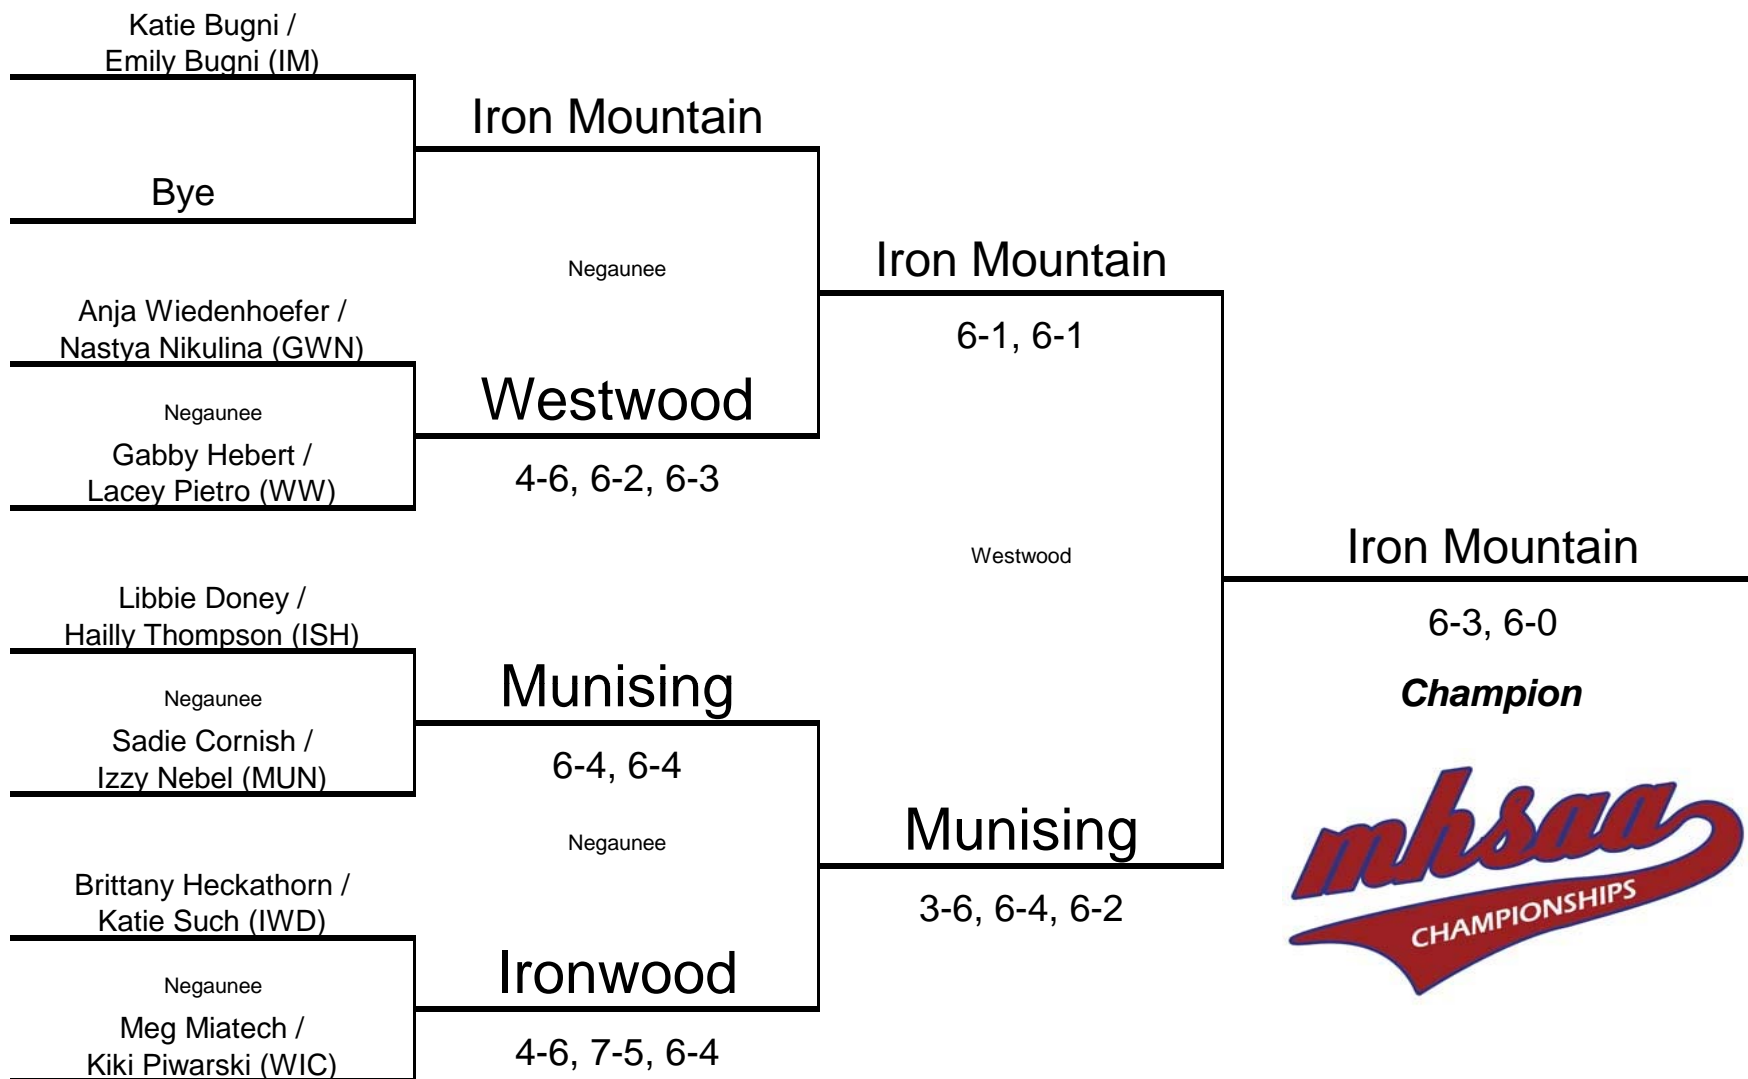 Katie Bugni /
Emily Bugni (IM)
Iron Mountain
Bye
Negaunee
Iron Mountain
6-1, 6-1
Anja Wiedenhoefer /
Nastya Nikulina (GWN)
Westwood
Negaunee
4-6, 6-2, 6-3
Gabby Hebert /
Lacey Pietro (WW)
Westwood
Iron Mountain
6-3, 6-0
Champion
Libbie Doney /
Hailly Thompson (ISH)
Munising
Negaunee
6-4, 6-4
Sadie Cornish /
Izzy Nebel (MUN)
Negaunee
Munising
3-6, 6-4, 6-2
Brittany Heckathorn /
Katie Such (IWD)
Ironwood
Negaunee
4-6, 7-5, 6-4
Meg Miatech /
Kiki Piwarski (WIC)
mhsaa
CHAMPIONSHIPS